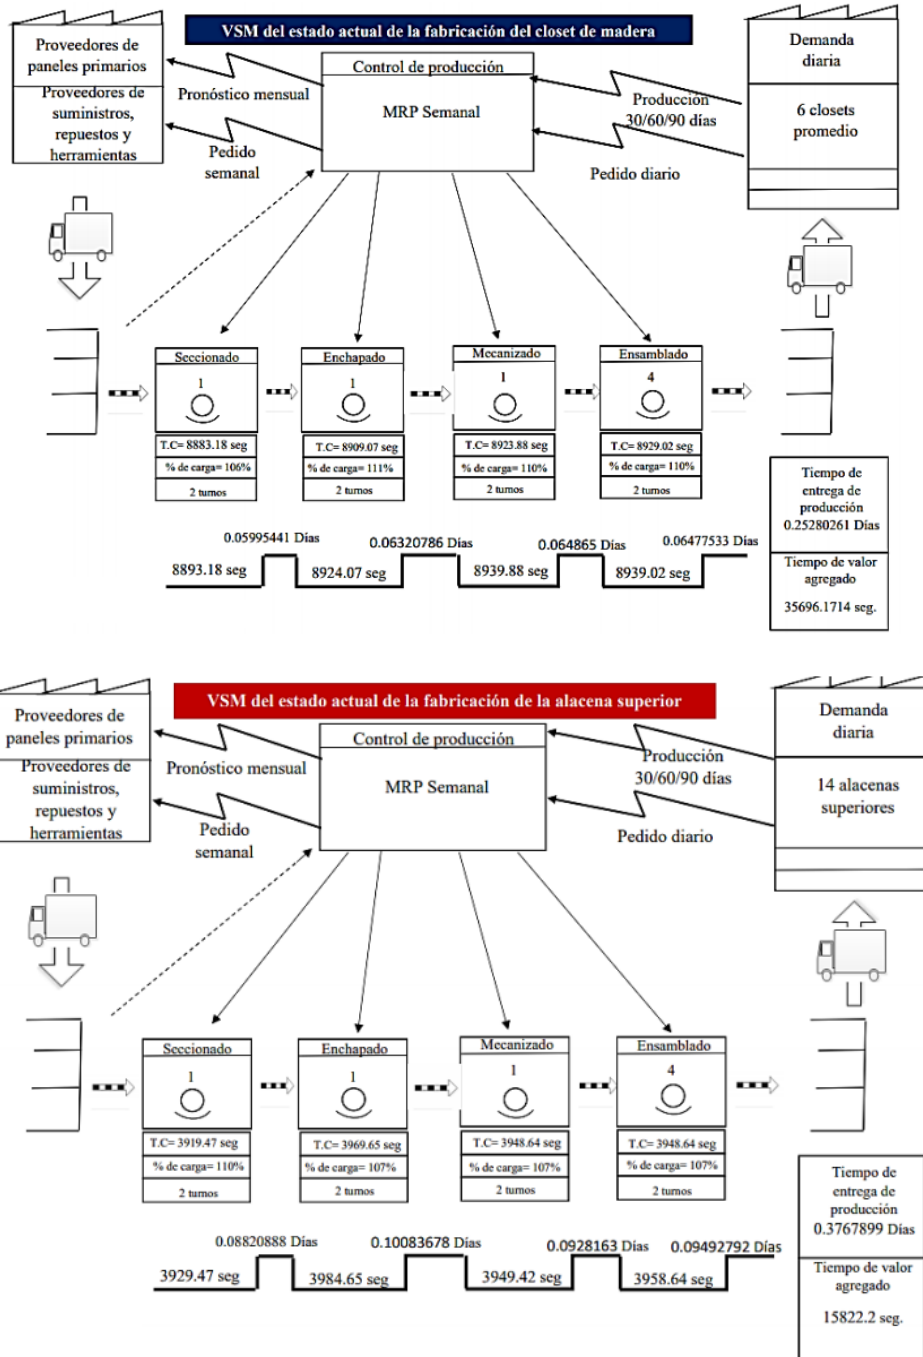 VSM del estado actual de la fabricación del closet de madera
Proveedores de
paneles primarios
Proveedores de
suministros,
repuestos y
herramientas
Pronóstico mensual
Pedido
semanal
Control de producción
MRP Semanal
Producción
30/60/90 días
Pedido diario
Demanda
diaria
6 closets
promedio
Seccionado
1
T.C= 8883.18 seg
% de carga= 106%
2 turnos
Enchapado
1
T.C= 8909.07 seg
% de carga= 111%
2 turnos
Mecanizado
1
T.C= 8923.88 seg
% de carga= 110%
2 turnos
Ensamblado
4
T.C= 8929.02 seg
% de carga= 110%
2 turnos
0.05995441 Días
0.06320786 Días
0.064865 Días
0.06477533 Días
8893.18 seg
8924.07 seg
8939.88 seg
8939.02 seg
Tiempo de
entrega de
producción
0.25280261 Días
Tiempo de valor
agregado
35696.1714 seg.
VSM del estado actual de la fabricación de la alacena superior
Proveedores de
paneles primarios
Proveedores de
suministros,
repuestos y
herramientas
Pronóstico mensual
Pedido
semanal
Control de producción
MRP Semanal
Producción
30/60/90 días
Pedido diario
Demanda
diaria
14 alacenas
superiores
Seccionado
1
T.C= 3919.47 seg
% de carga= 110%
2 turnos
Enchapado
1
T.C= 3969.65 seg
% de carga= 107%
2 turnos
Mecanizado
1
T.C= 3948.64 seg
% de carga= 107%
2 turnos
Ensamblado
4
T.C= 3948.64 seg
% de carga= 107%
2 turnos
0.08820888 Días
0.10083678 Días
0.0928163 Días
0.09492792 Días
3929.47 seg
3984.65 seg
3949.42 seg
3958.64 seg
Tiempo de
entrega de
producción
0.3767899 Días
Tiempo de valor
agregado
15822.2 seg.